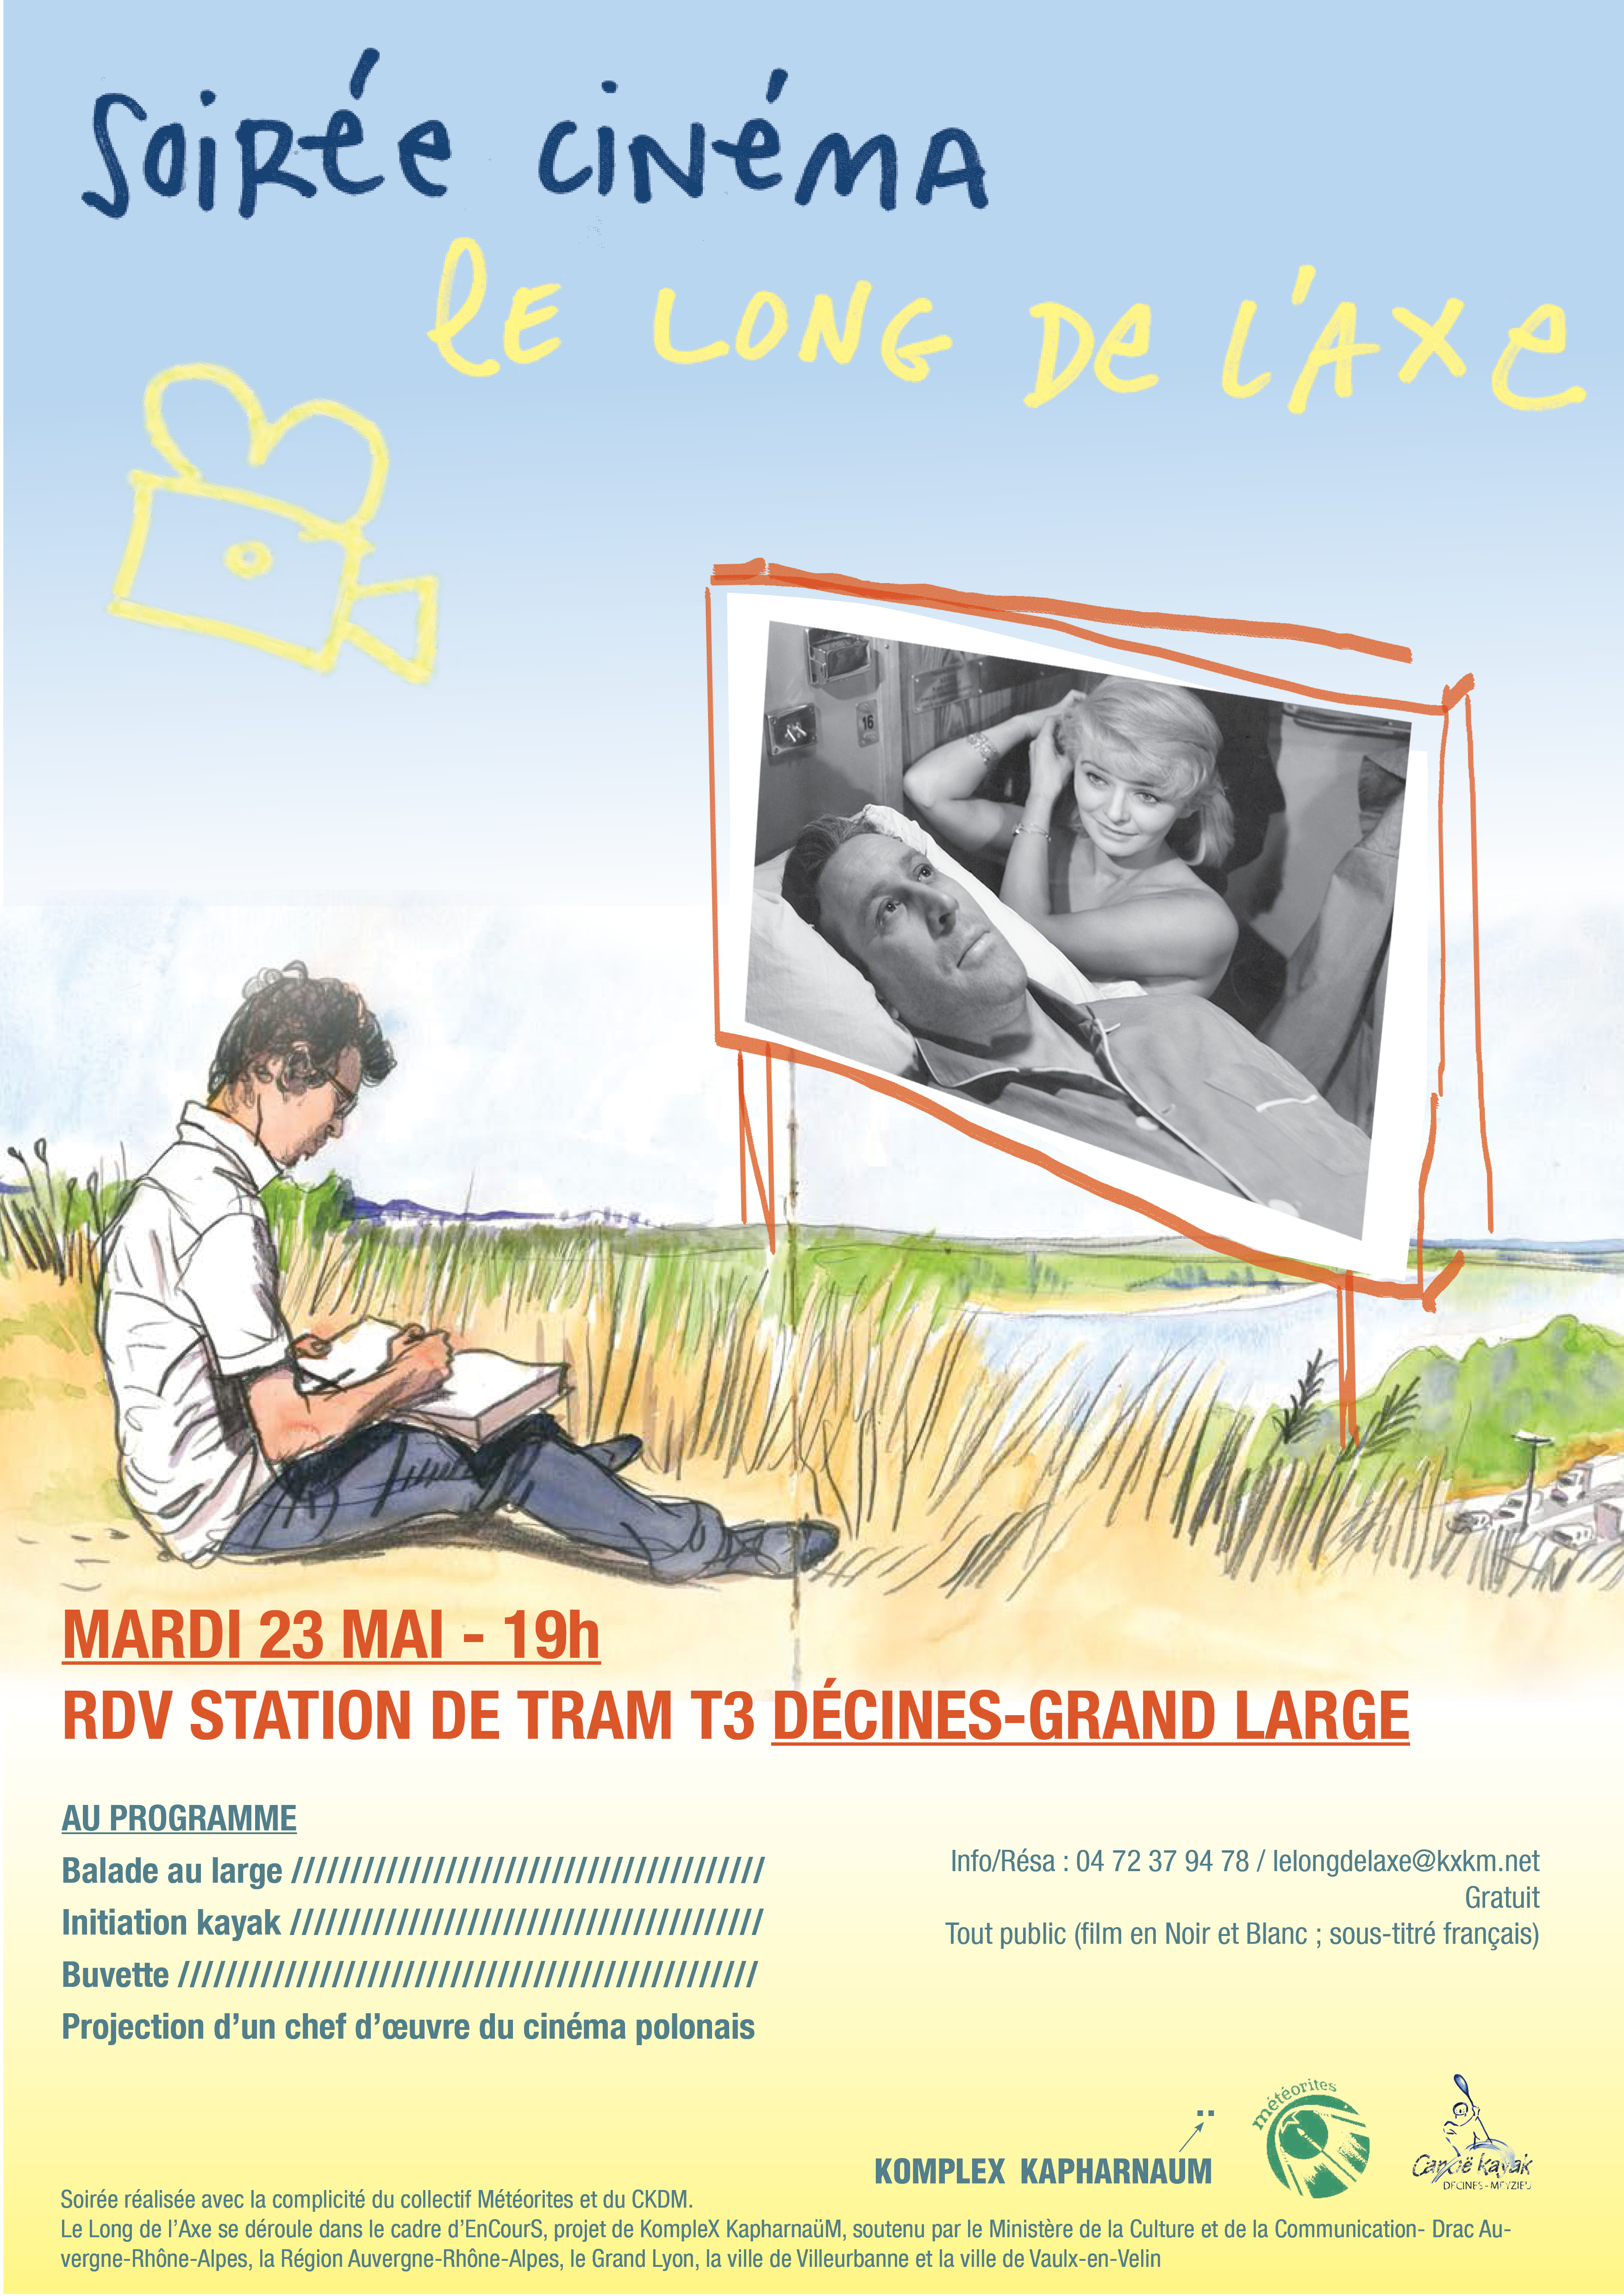 Soirée cinéma
le long de l'axe
16
MARDI 23 MAI - 19h
RDV STATION DE TRAM T3 DÉCINES-GRAND LARGE
AU PROGRAMME
Balade au large ////////////////////////////////////////
Initiation kayak ////////////////////////////////////////
Buvette /////////////////////////////////////////////////
Projection d'un chef d'œuvre du cinéma polonais
Info/Résa : 04 72 37 94 78 / lelongdelaxe@kxkm.net
Gratuit
Tout public (film en Noir et Blanc ; sous-titré français)
KOMPLEX KAPHARNAUM
météorites
Canoë kayak
DECINES - MEYZIEU
Soirée réalisée avec la complicité du collectif Météorites et du CKDM.
Le Long de l'Axe se déroule dans le cadre d'EnCourS, projet de KompleX KapharnaüM, soutenu par le Ministère de la Culture et de la Communication- Drac Au-
vergne-Rhône-Alpes, la Région Auvergne-Rhône-Alpes, le Grand Lyon, la ville de Villeurbanne et la ville de Vaulx-en-Velin